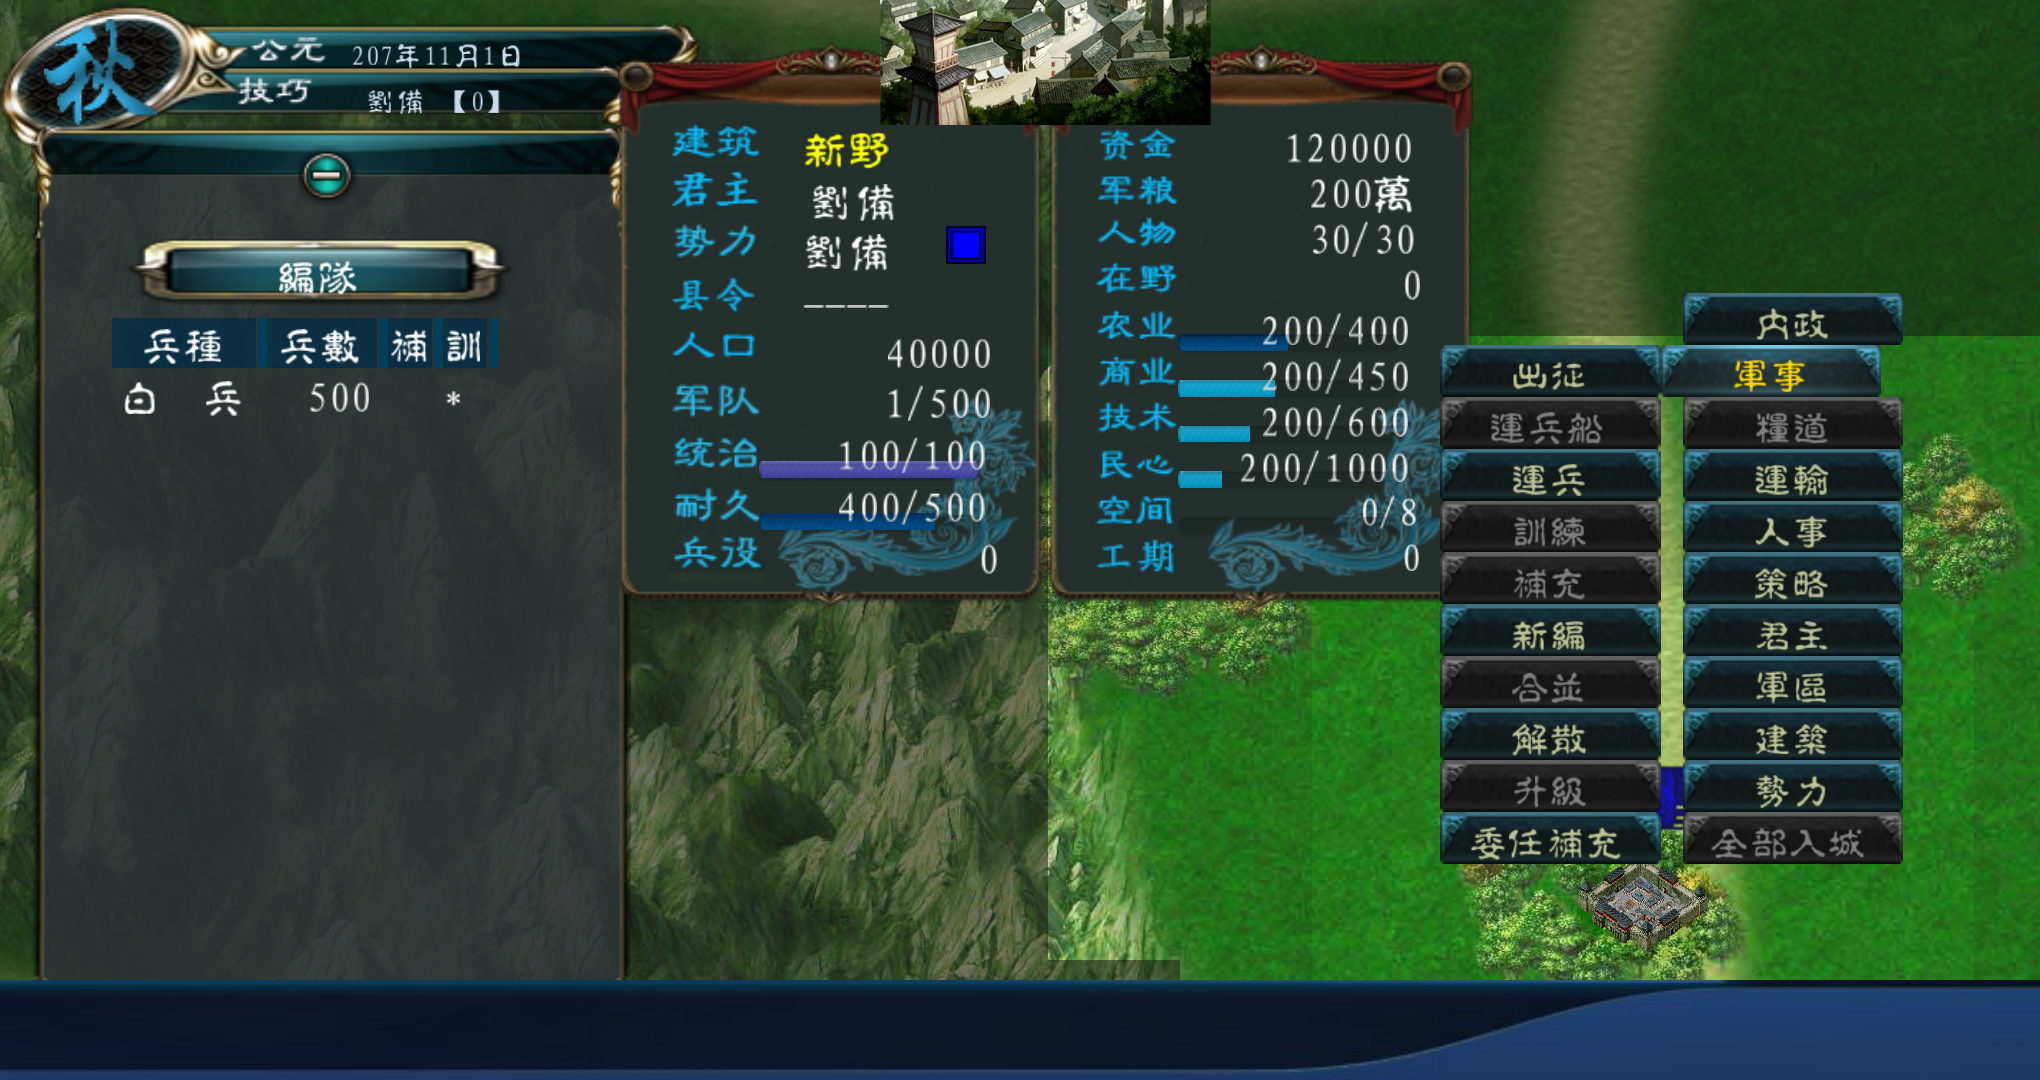 秋
公元 207年11月1日
技巧 劉備 【0】
編隊
兵種 兵數 補 訓
白 兵 500 *
建筑 新野
君主 劉備
势力 劉備
县令 ————
人口 40000
军队 1/500
统治 100/100
耐久 400/500
兵役 0
资金 120000
军粮 200萬
人物 30/30
在野 0
农业 200/400
商业 200/450
技术 200/600
民心 200/1000
空间 0/8
工期 0
出征
運兵船
運兵
訓練
補充
新編
合並
解散
升級
委任補充
内政
軍事
糧道
運輸
人事
策略
君主
軍區
建築
勢力
全部入城